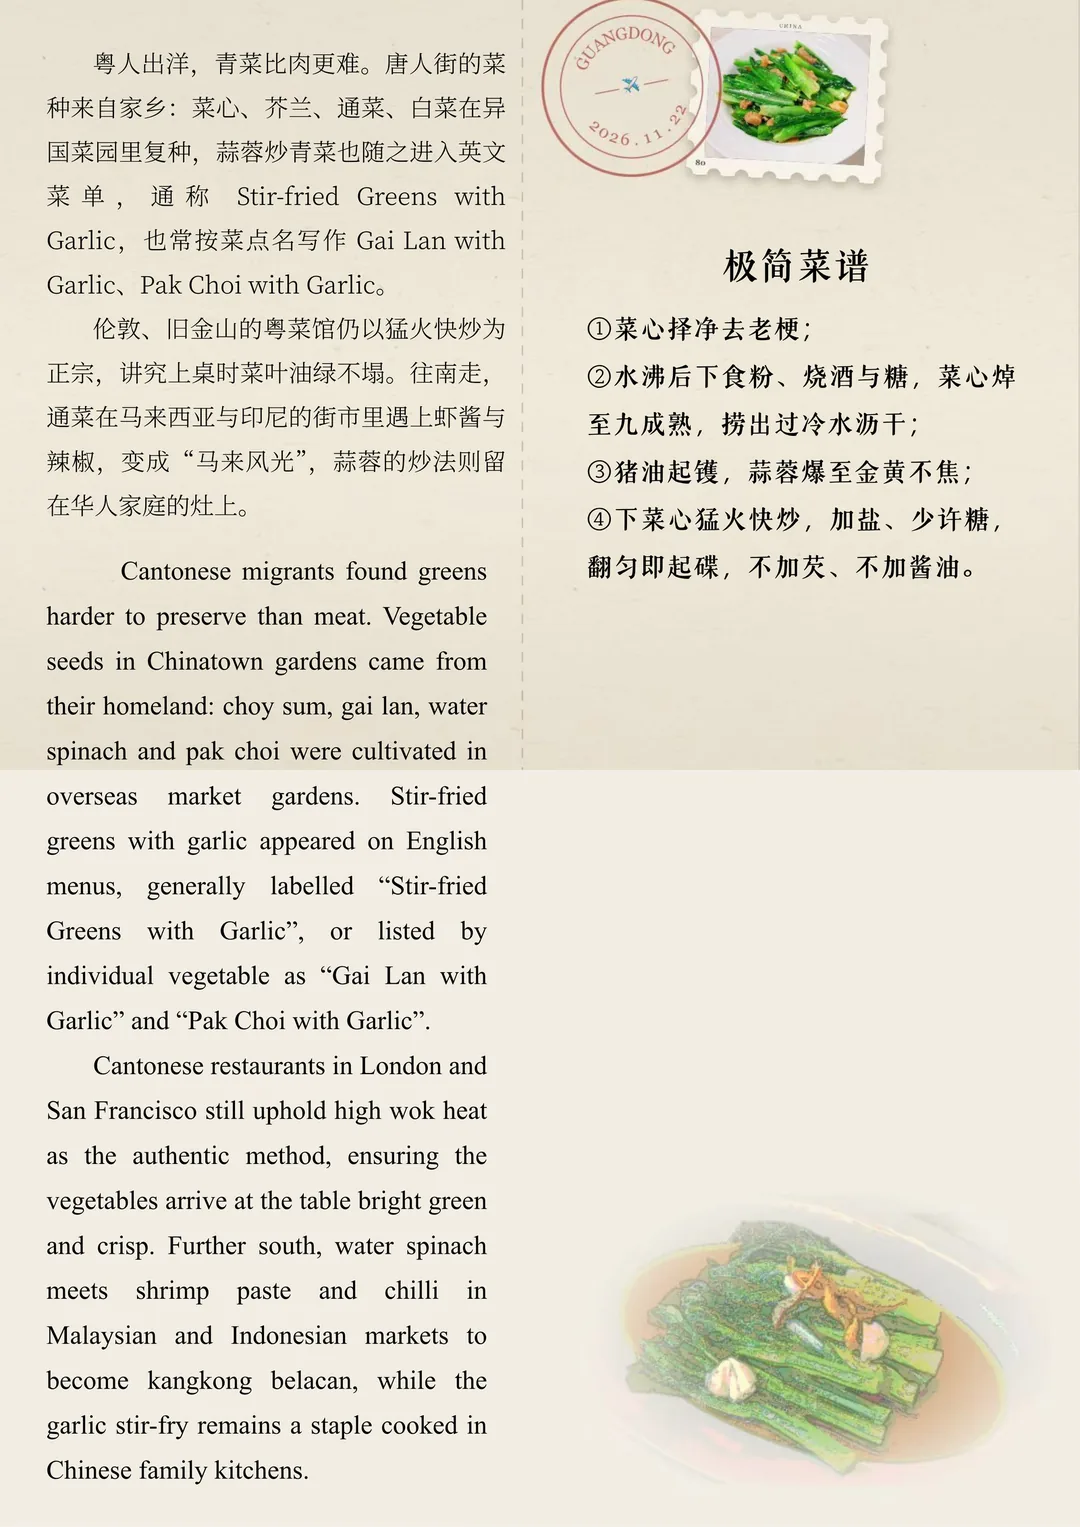 粤人出洋，青菜比肉更难。唐人街的菜
种来自家乡：菜心、芥兰、通菜、白菜在异
国菜园里复种，蒜蓉炒青菜也随之进入英文
菜单，通称 Stir-fried Greens with
Garlic，也常按菜点名写作 Gai Lan with
Garlic、Pak Choi with Garlic。
伦敦、旧金山的粤菜馆仍以猛火快炒为
正宗，讲究上桌时菜叶油绿不塌。往南走，
通菜在马来西亚与印尼的街市里遇上虾酱与
辣椒，变成“马来风光”，蒜蓉的炒法则留
在华人家庭的灶上。
Cantonese migrants found greens
harder to preserve than meat. Vegetable
seeds in Chinatown gardens came from
their homeland: choy sum, gai lan, water
spinach and pak choi were cultivated in
overseas market gardens. Stir-fried
greens with garlic appeared on English
menus, generally labelled “Stir-fried
Greens with Garlic”, or listed by
individual vegetable as “Gai Lan with
Garlic” and “Pak Choi with Garlic”.
Cantonese restaurants in London and
San Francisco still uphold high wok heat
as the authentic method, ensuring the
vegetables arrive at the table bright green
and crisp. Further south, water spinach
meets shrimp paste and chilli in
Malaysian and Indonesian markets to
become kangkong belacan, while the
garlic stir-fry remains a staple cooked in
Chinese family kitchens.
GUANGDONG
2026.11.22
CHINA
80
极简菜谱
①菜心择净去老梗；
②水沸后下食粉、烧酒与糖，菜心焯
至九成熟，捞出过冷水沥干；
③猪油起镬，蒜蓉爆至金黄不焦；
④下菜心猛火快炒，加盐、少许糖，
翻匀即起碟，不加芡、不加酱油。